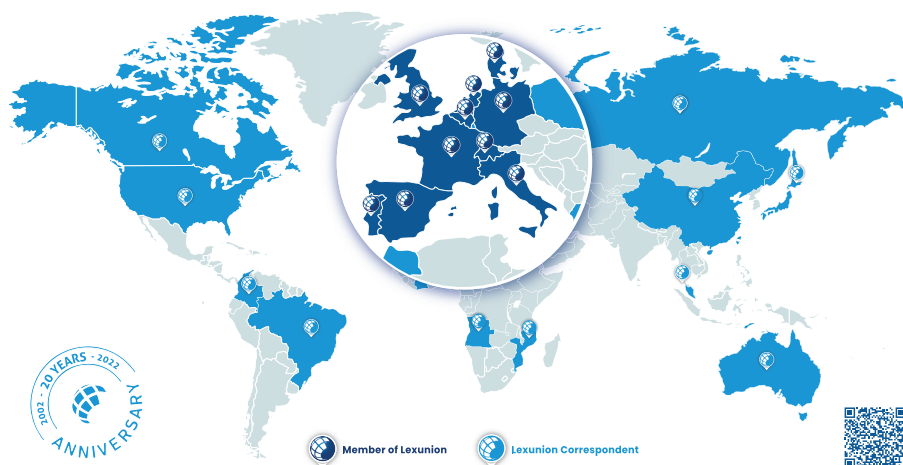 2002 - 20 YEARS - 2022
ANNIVERSARY
Member of Lexunion
Lexunion Correspondent